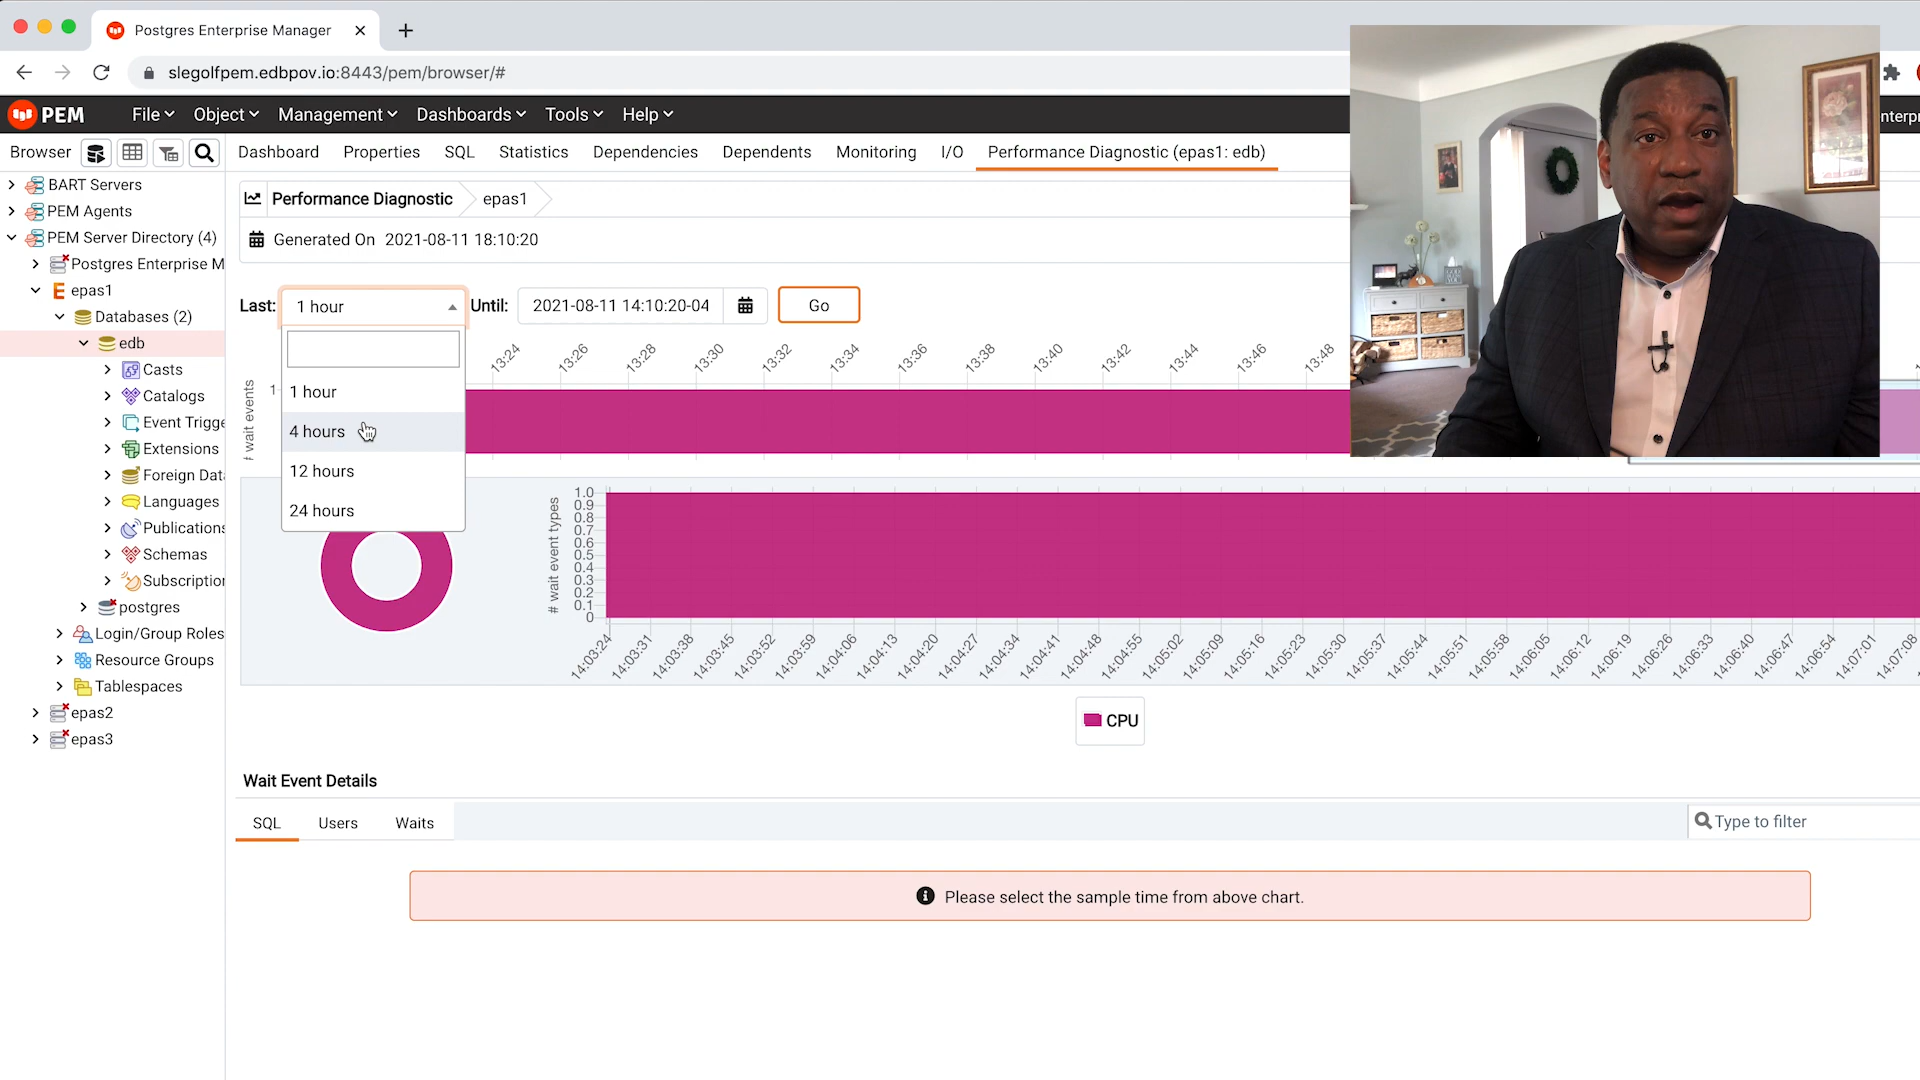 Postgres Enterprise Manager
slegolfpem.edbpov.io:8443/pem/browser/#
PEM File Object Management Dashboards Tools Help
Browser Dashboard Properties SQL Statistics Dependencies Dependents Monitoring I/O Performance Diagnostic (epas1: edb)
BART Servers
PEM Agents
PEM Server Directory (4)
Postgres Enterprise M
epas1
Databases (2)
edb
Casts
Catalogs
Event Trigge
Extensions
Foreign Dat
Languages
Publications
Schemas
Subscription
postgres
Login/Group Roles
Resource Groups
Tablespaces
epas2
epas3
Performance Diagnostic epas1
Generated On 2021-08-11 18:10:20
Last: 1 hour Until: 2021-08-11 14:10:20-04 Go
1 hour
4 hours
12 hours
24 hours
13:24 13:26 13:28 13:30 13:32 13:34 13:36 13:38 13:40 13:42 13:44 13:46 13:48
# wait events
1
# wait event types
1.0
0.9
0.8
0.7
0.6
0.5
0.4
0.3
0.2
0.1
0
14:03:24 14:03:31 14:03:38 14:03:45 14:03:52 14:03:59 14:04:06 14:04:13 14:04:20 14:04:27 14:04:34 14:04:41 14:04:48 14:04:55 14:05:02 14:05:09 14:05:16 14:05:23 14:05:30 14:05:37 14:05:44 14:05:51 14:05:58 14:06:05 14:06:12 14:06:19 14:06:26 14:06:33 14:06:40 14:06:47 14:06:54 14:07:01 14:07:08
CPU
Wait Event Details
SQL Users Waits
Type to filter
Please select the sample time from above chart.